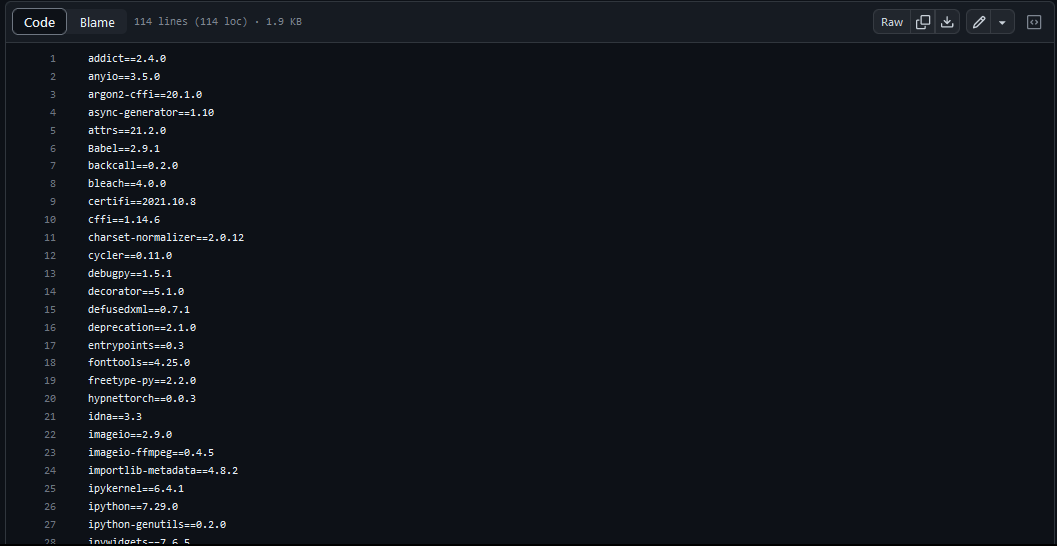 Code Blame 114 lines (114 loc) · 1.9 KB Raw
1 addict==2.4.0
2 anyio==3.5.0
3 argon2-cffi==20.1.0
4 async-generator==1.10
5 attrs==21.2.0
6 Babel==2.9.1
7 backcall==0.2.0
8 bleach==4.0.0
9 certifi==2021.10.8
10 cffi==1.14.6
11 charset-normalizer==2.0.12
12 cycler==0.11.0
13 debugpy==1.5.1
14 decorator==5.1.0
15 defusedxml==0.7.1
16 deprecation==2.1.0
17 entrypoints==0.3
18 fonttools==4.25.0
19 freetype-py==2.2.0
20 hypnettorch==0.0.3
21 idna==3.3
22 imageio==2.9.0
23 imageio-ffmpeg==0.4.5
24 importlib-metadata==4.8.2
25 ipykernel==6.4.1
26 ipython==7.29.0
27 ipython-genutils==0.2.0
28 ipywidgets==7.6.5